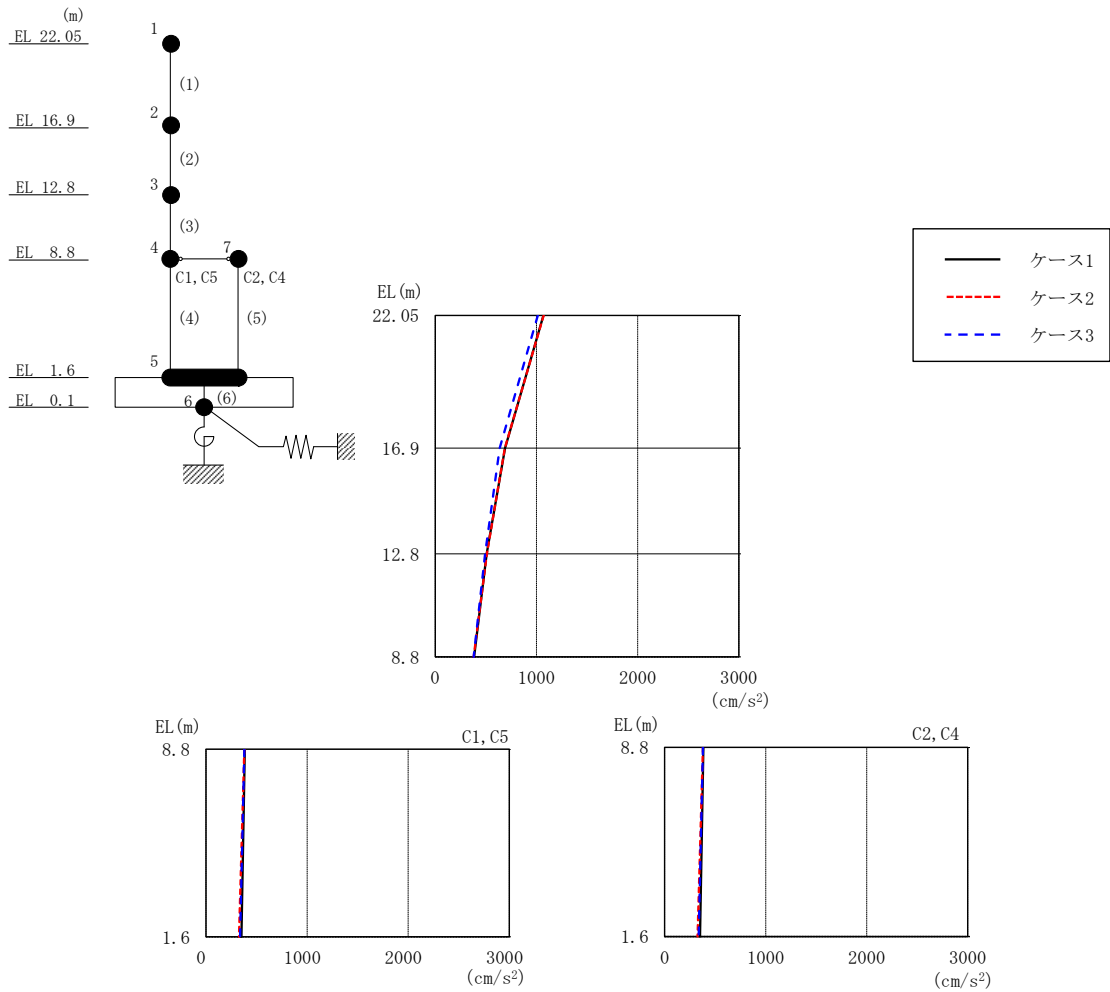 (m)
EL 22.05
1
(1)
EL 16.9
2
(2)
EL 12.8
3
(3)
EL 8.8
4
7
C1,C5
C2,C4
(4)
(5)
EL 1.6
5
EL 0.1
6
(6)
ケース1
ケース2
ケース3
EL(m)
22.05
16.9
12.8
8.8
0 1000 2000 3000
(cm/s²)
EL(m)
C1,C5
8.8
1.6
0 1000 2000 3000
(cm/s²)
EL(m)
C2,C4
8.8
1.6
0 1000 2000 3000
(cm/s²)